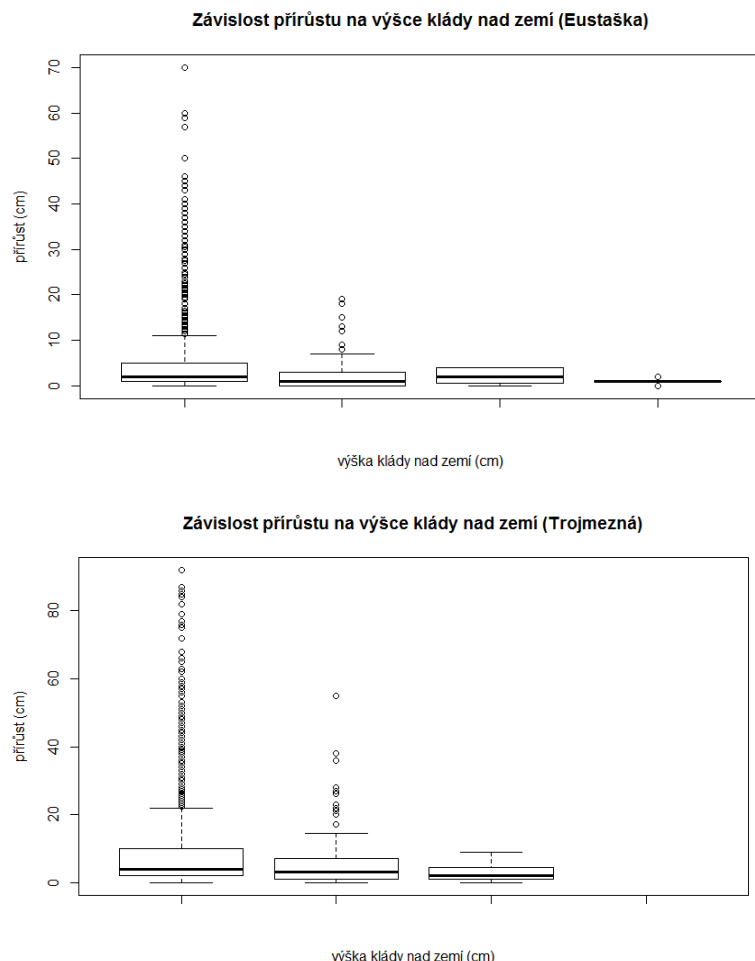 Závislost přírůstu na výšce klády nad zemí (Eustaška)
70
60
50
40
30
20
10
0
přírůst (cm)
výška klády nad zemí (cm)
Závislost přírůstu na výšce klády nad zemí (Trojmezná)
80
60
40
20
0
přírůst (cm)
výška klády nad zemí (cm)